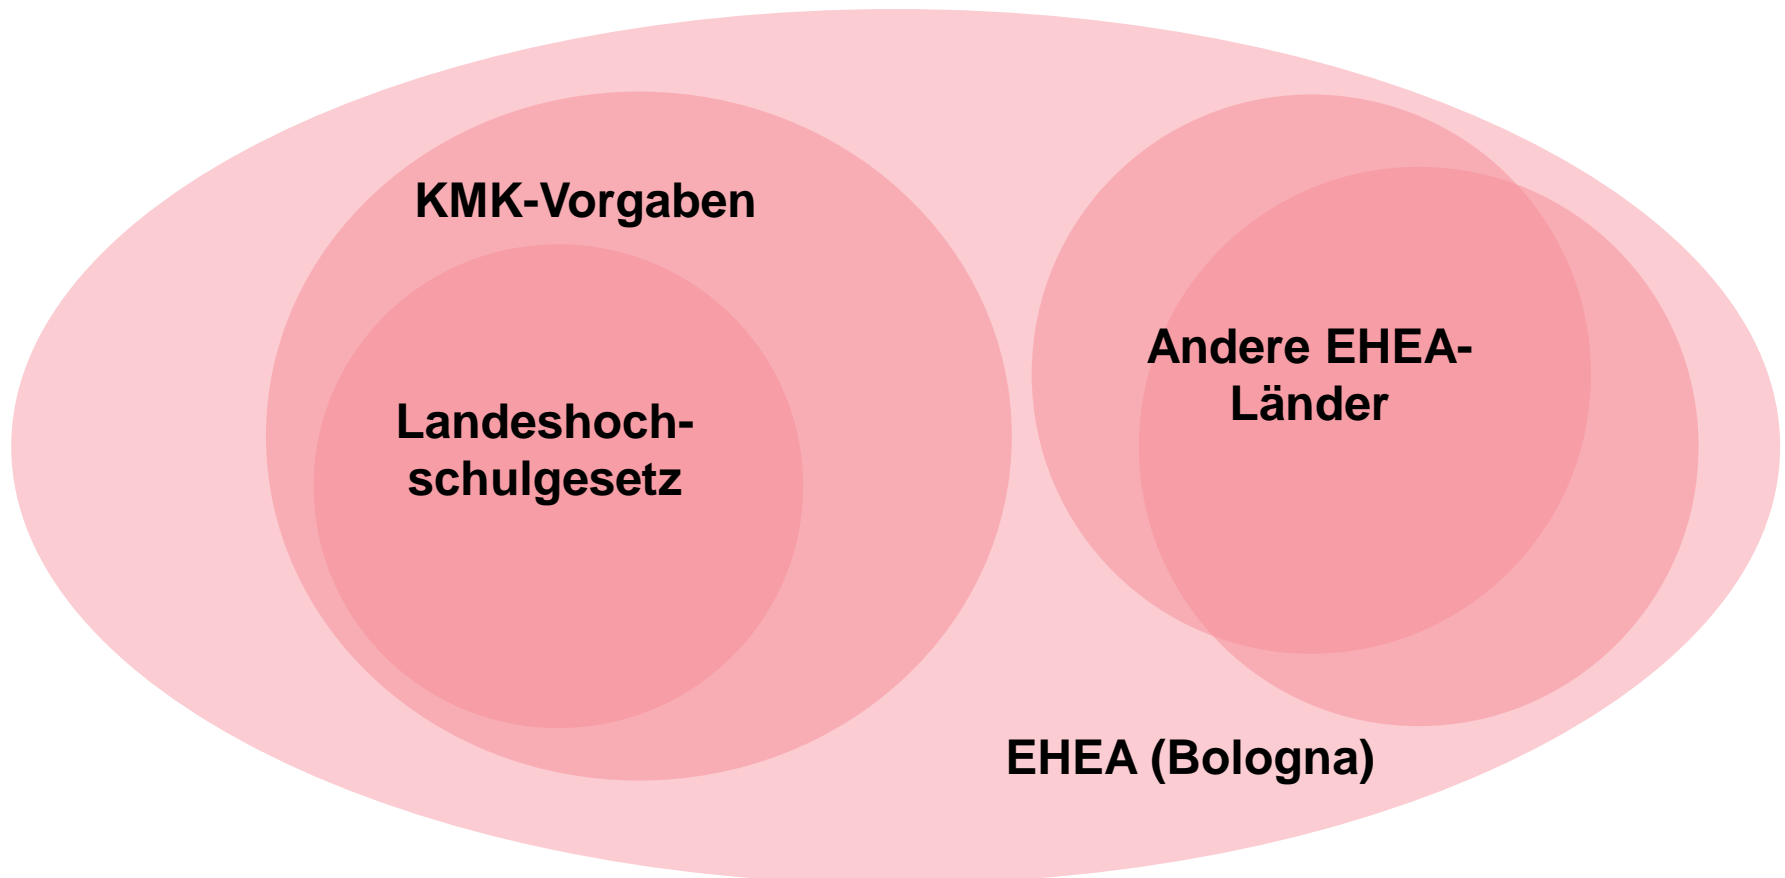 KMK-Vorgaben
Landeshoch-
schulgesetz
Andere EHEA-
Länder
EHEA (Bologna)